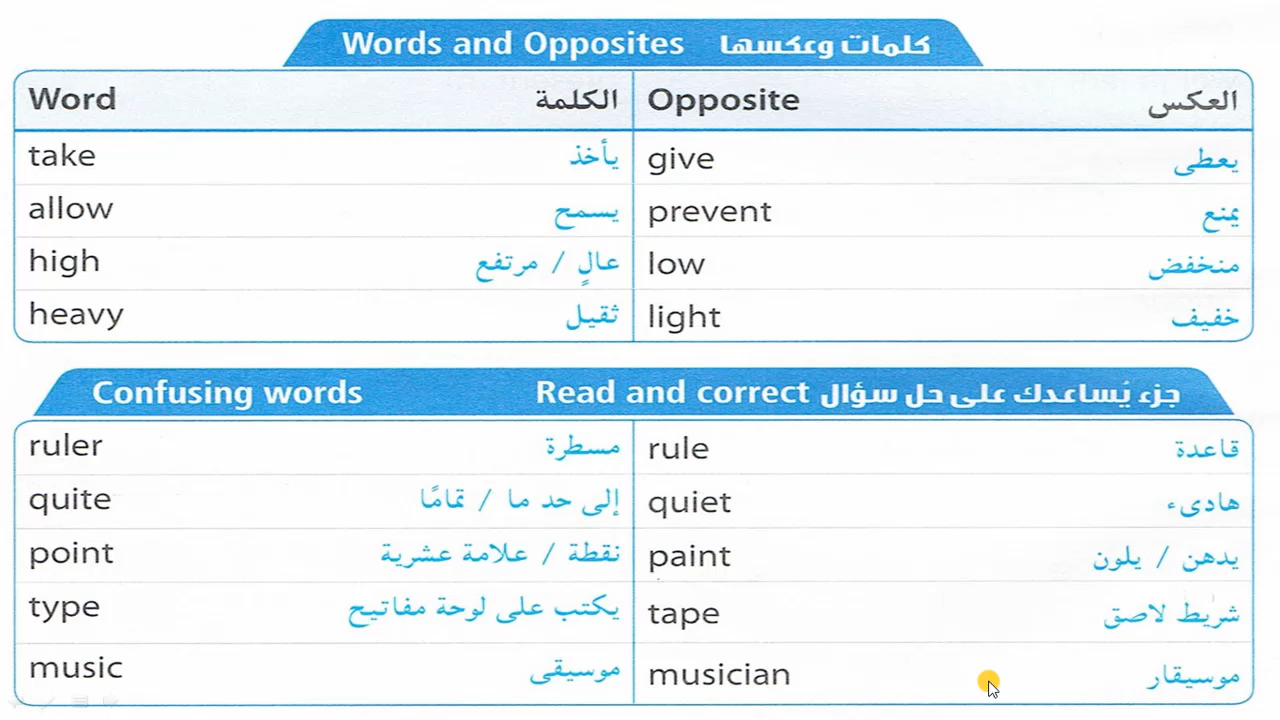 Words and Opposites كلمات وعكسها
Word الكلمة Opposite العكس
take يأخذ give يعطى
allow يسمح prevent يمنع
high عالٍ / مرتفع low منخفض
heavy ثقيل light خفيف
Confusing words Read and correct جزء يُساعدك على حل سؤال
ruler مسطرة rule قاعدة
quite إلى حد ما / تمامًا quiet هادىء
point نقطة / علامة عشرية paint يدهن / يلون
type يكتب على لوحة مفاتيح tape شريط لاصق
music موسيقى musician موسيقار